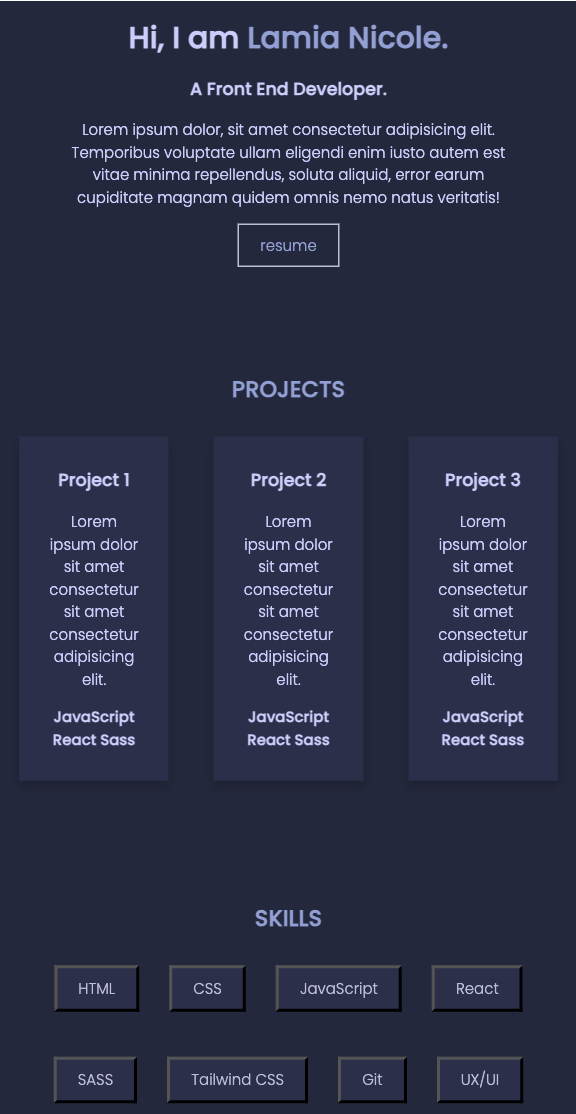 Hi, I am Lamia Nicole.
A Front End Developer.
Lorem ipsum dolor, sit amet consectetur adipisicing elit.
Temporibus voluptate ullam eligendi enim iusto autem est
vitae minima repellendus, soluta aliquid, error earum
cupiditate magnam quidem omnis nemo natus veritatis!
resume
PROJECTS
Project 1
Lorem
ipsum dolor
sit amet
consectetur
sit amet
consectetur
adipisicing
elit.
JavaScript
React Sass
Project 2
Lorem
ipsum dolor
sit amet
consectetur
sit amet
consectetur
adipisicing
elit.
JavaScript
React Sass
Project 3
Lorem
ipsum dolor
sit amet
consectetur
sit amet
consectetur
adipisicing
elit.
JavaScript
React Sass
SKILLS
HTML CSS JavaScript React
SASS Tailwind CSS Git UX/UI